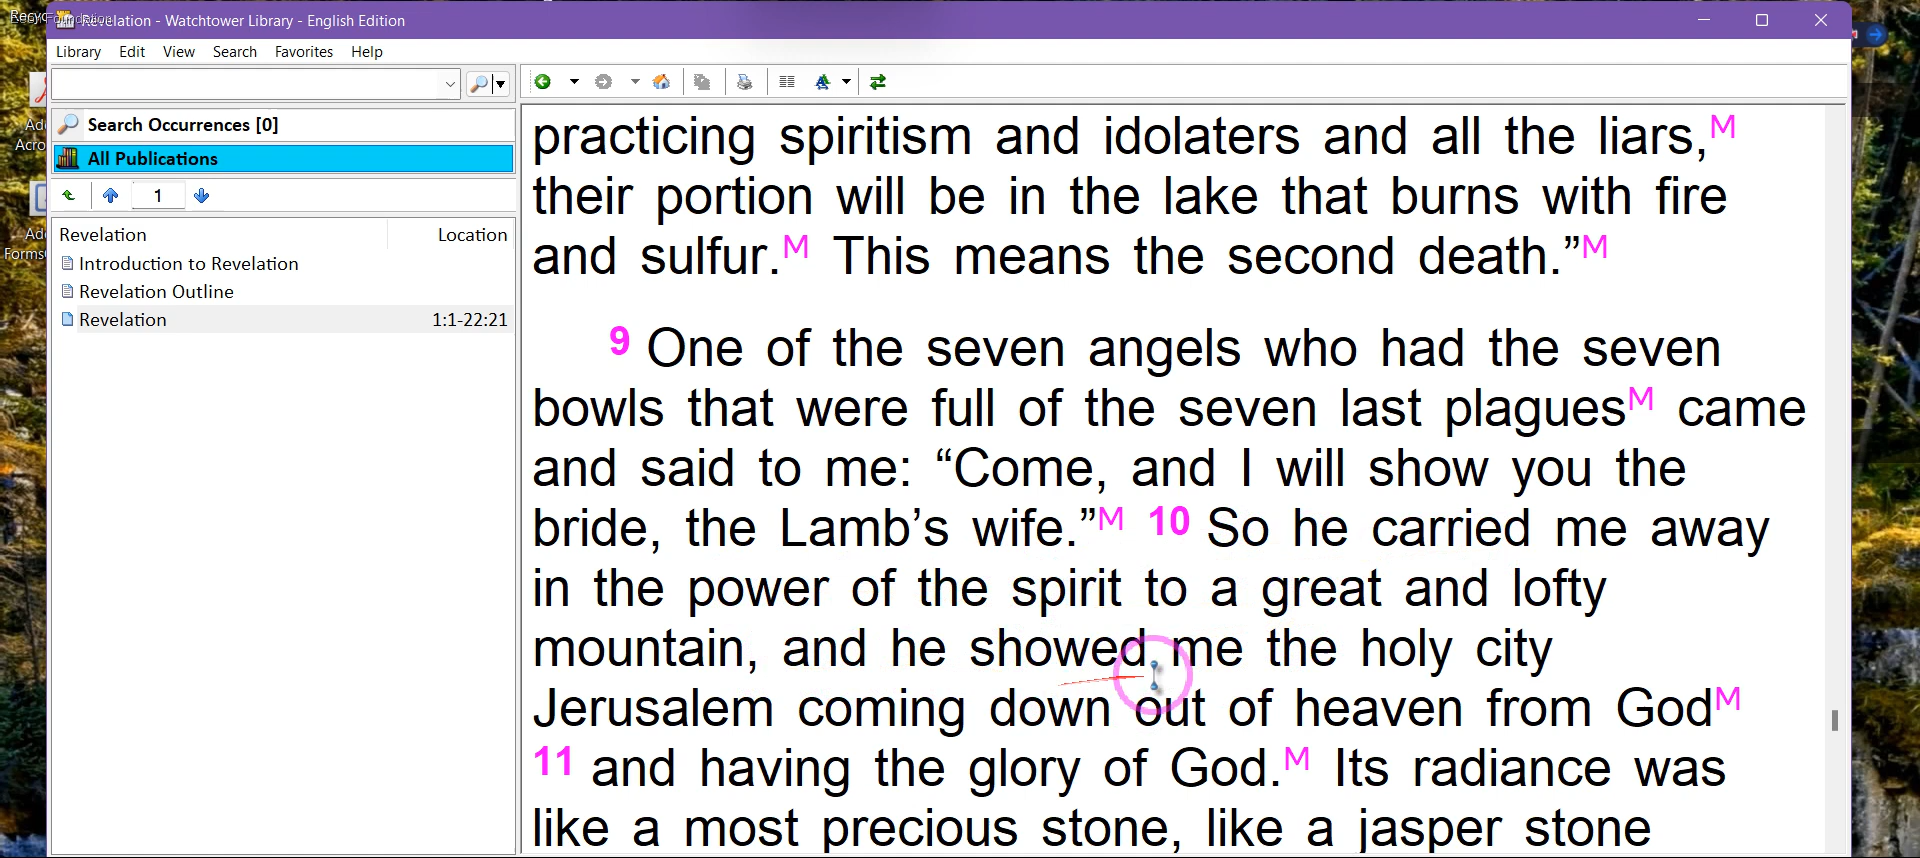 Revelation - Watchtower Library - English Edition
Library Edit View Search Favorites Help
Search Occurrences [0]
All Publications
1
Revelation Location
Introduction to Revelation
Revelation Outline
Revelation 1:1-22:21
practicing spiritism and idolaters and all the liars,M
their portion will be in the lake that burns with fire
and sulfur.M This means the second death.”M
9 One of the seven angels who had the seven
bowls that were full of the seven last plaguesM came
and said to me: “Come, and I will show you the
bride, the Lamb’s wife.”M 10 So he carried me away
in the power of the spirit to a great and lofty
mountain, and he showed me the holy city
Jerusalem coming down out of heaven from GodM
11 and having the glory of God.M Its radiance was
like a most precious stone, like a jasper stone